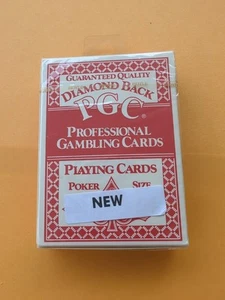 GUARANTEED QUALITY
DIAMOND BACK
PGC®
PROFESSIONAL
GAMBLING CARDS
PLAYING CARDS
POKER SIZE
NEW